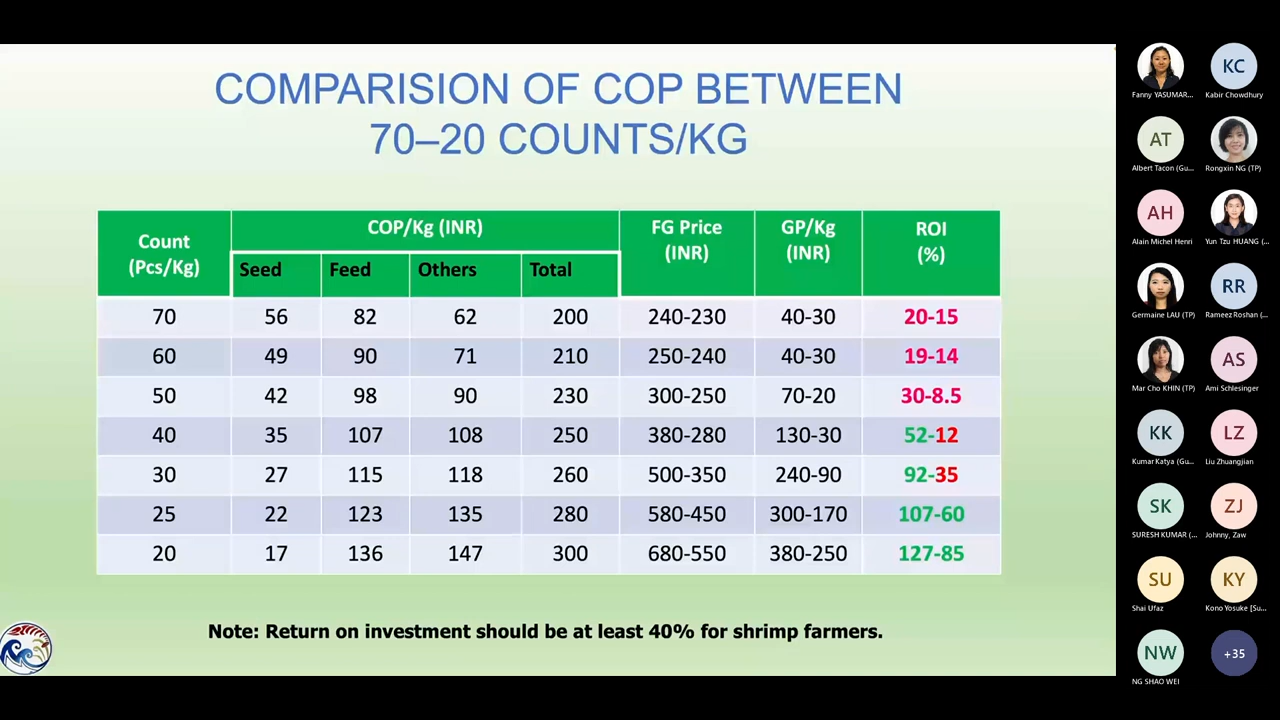 COMPARISION OF COP BETWEEN
70–20 COUNTS/KG
Count
(Pcs/Kg)
COP/Kg (INR)
FG Price
(INR)
GP/Kg
(INR)
ROI
(%)
Seed Feed Others Total
70 56 82 62 200 240-230 40-30 20-15
60 49 90 71 210 250-240 40-30 19-14
50 42 98 90 230 300-250 70-20 30-8.5
40 35 107 108 250 380-280 130-30 52-12
30 27 115 118 260 500-350 240-90 92-35
25 22 123 135 280 580-450 300-170 107-60
20 17 136 147 300 680-550 380-250 127-85
Note: Return on investment should be at least 40% for shrimp farmers.
KC
Fanny YASUMAR... Kabir Chowdhury
AT
Albert Tacon (Gu... Rongxin NG (TP)
AH
Alain Michel Henri Yun Tzu HUANG (...
RR
Germaine LAU (TP) Rameez Roshan (...
AS
Mar Cho KHIN (TP) Ami Schlesinger
KK LZ
Kumar Katya (Gu... Liu Zhuangjian
SK ZJ
SURESH KUMAR (... Johnny, Zaw
SU KY
Shai Ufaz Kono Yosuke [Su...
NW +35
NG SHAO WEI